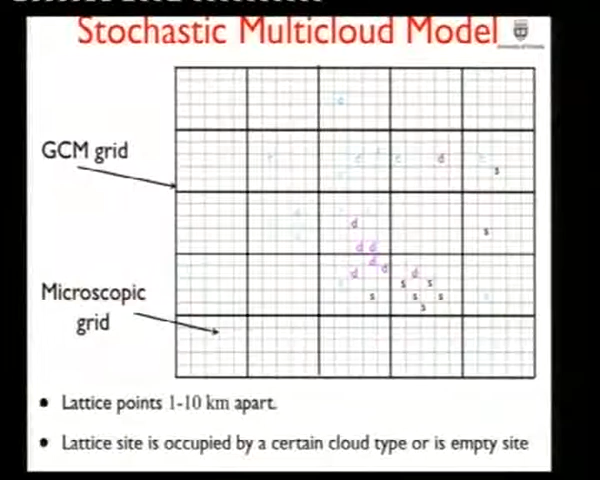 Stochastic Multicloud Model
c
GCM grid
c c d
s
d
s
d d
d
d d d
s s
Microscopic
grid
s s s
s
• Lattice points 1-10 km apart.
• Lattice site is occupied by a certain cloud type or is empty site